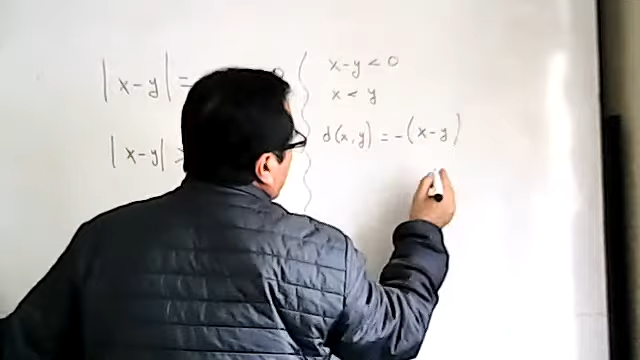 |x-y| =
|x-y| >
x-y < 0
x < y
d(x,y) = -(x-y)